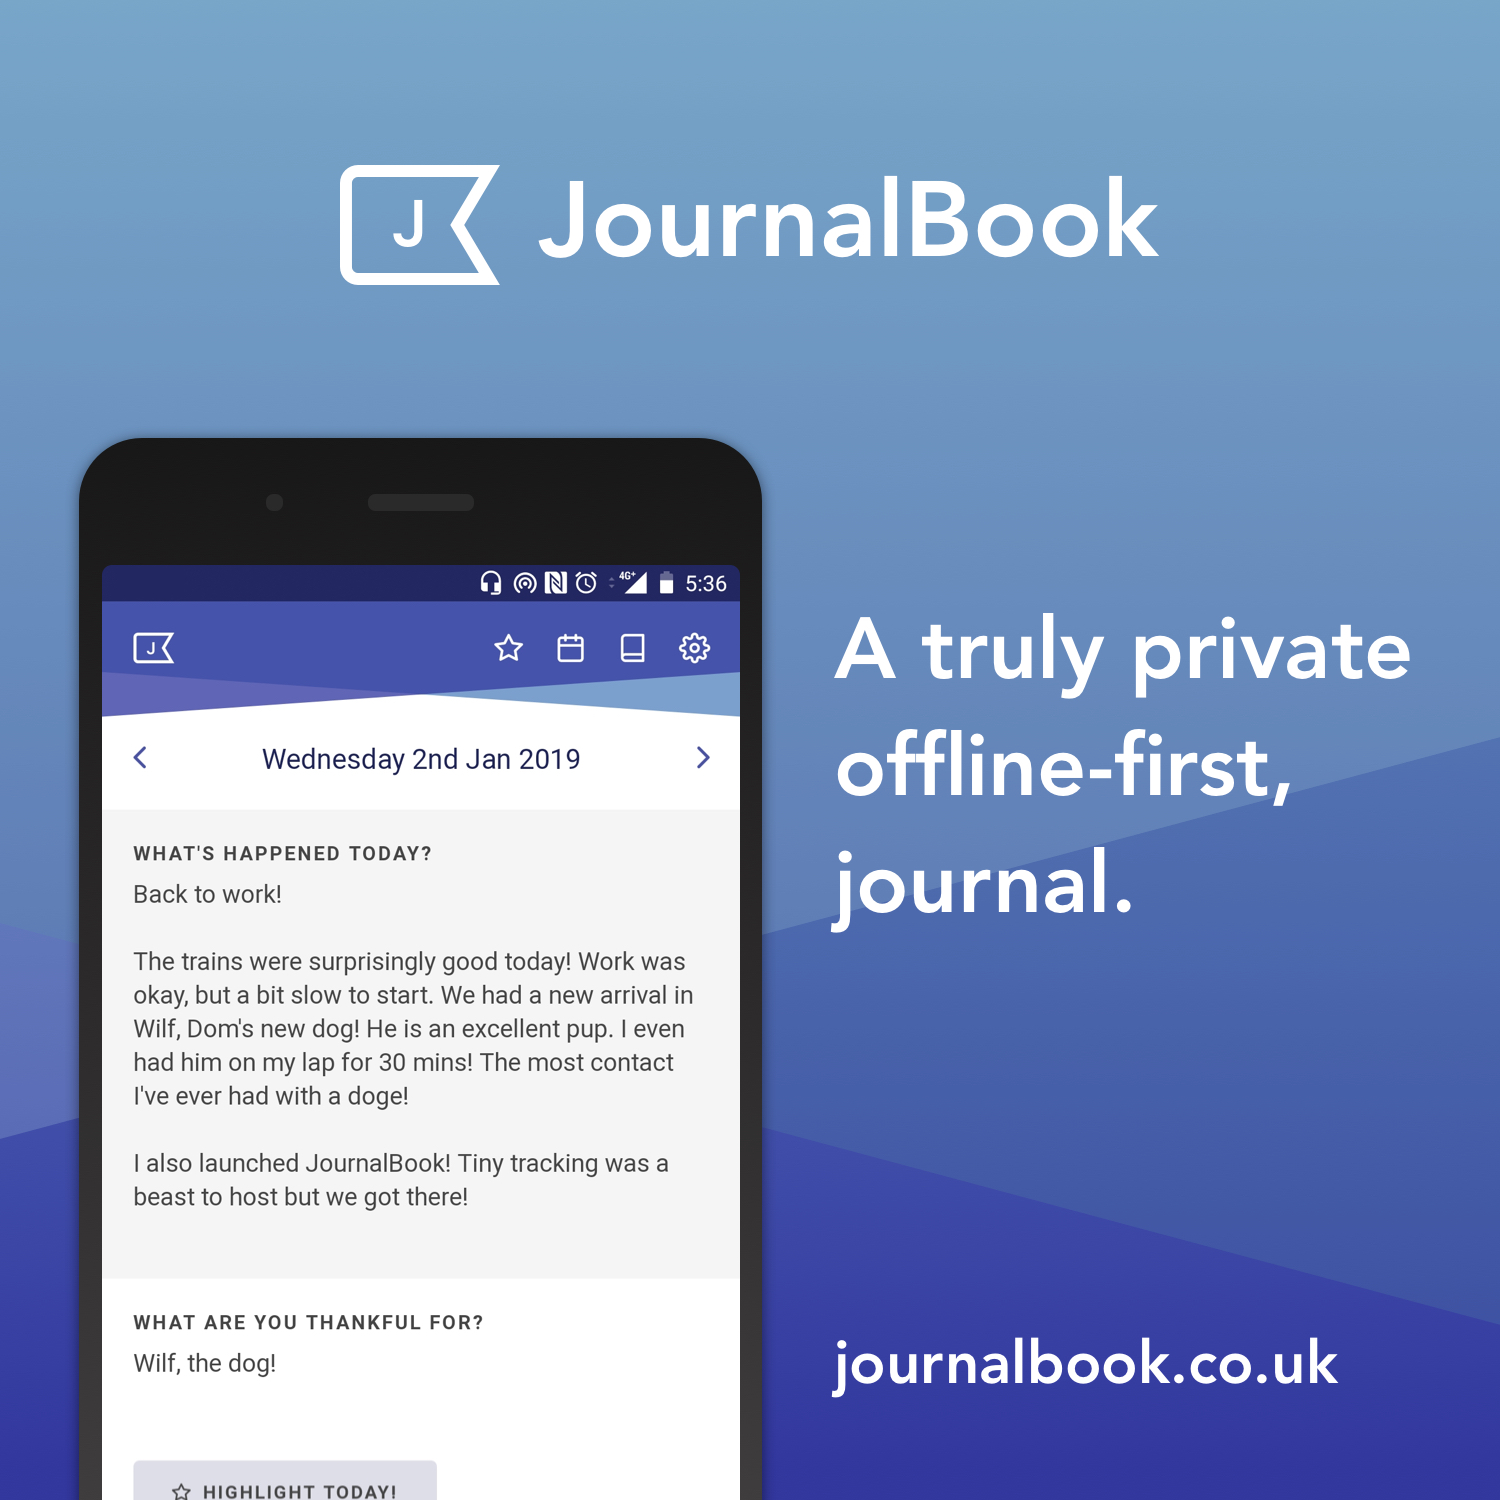 J JournalBook
4G+ 5:36
J
Wednesday 2nd Jan 2019
WHAT'S HAPPENED TODAY?
Back to work!
The trains were surprisingly good today! Work was
okay, but a bit slow to start. We had a new arrival in
Wilf, Dom's new dog! He is an excellent pup. I even
had him on my lap for 30 mins! The most contact
I've ever had with a doge!
I also launched JournalBook! Tiny tracking was a
beast to host but we got there!
WHAT ARE YOU THANKFUL FOR?
Wilf, the dog!
HIGHLIGHT TODAY!
A truly private
offline-first,
journal.
journalbook.co.uk